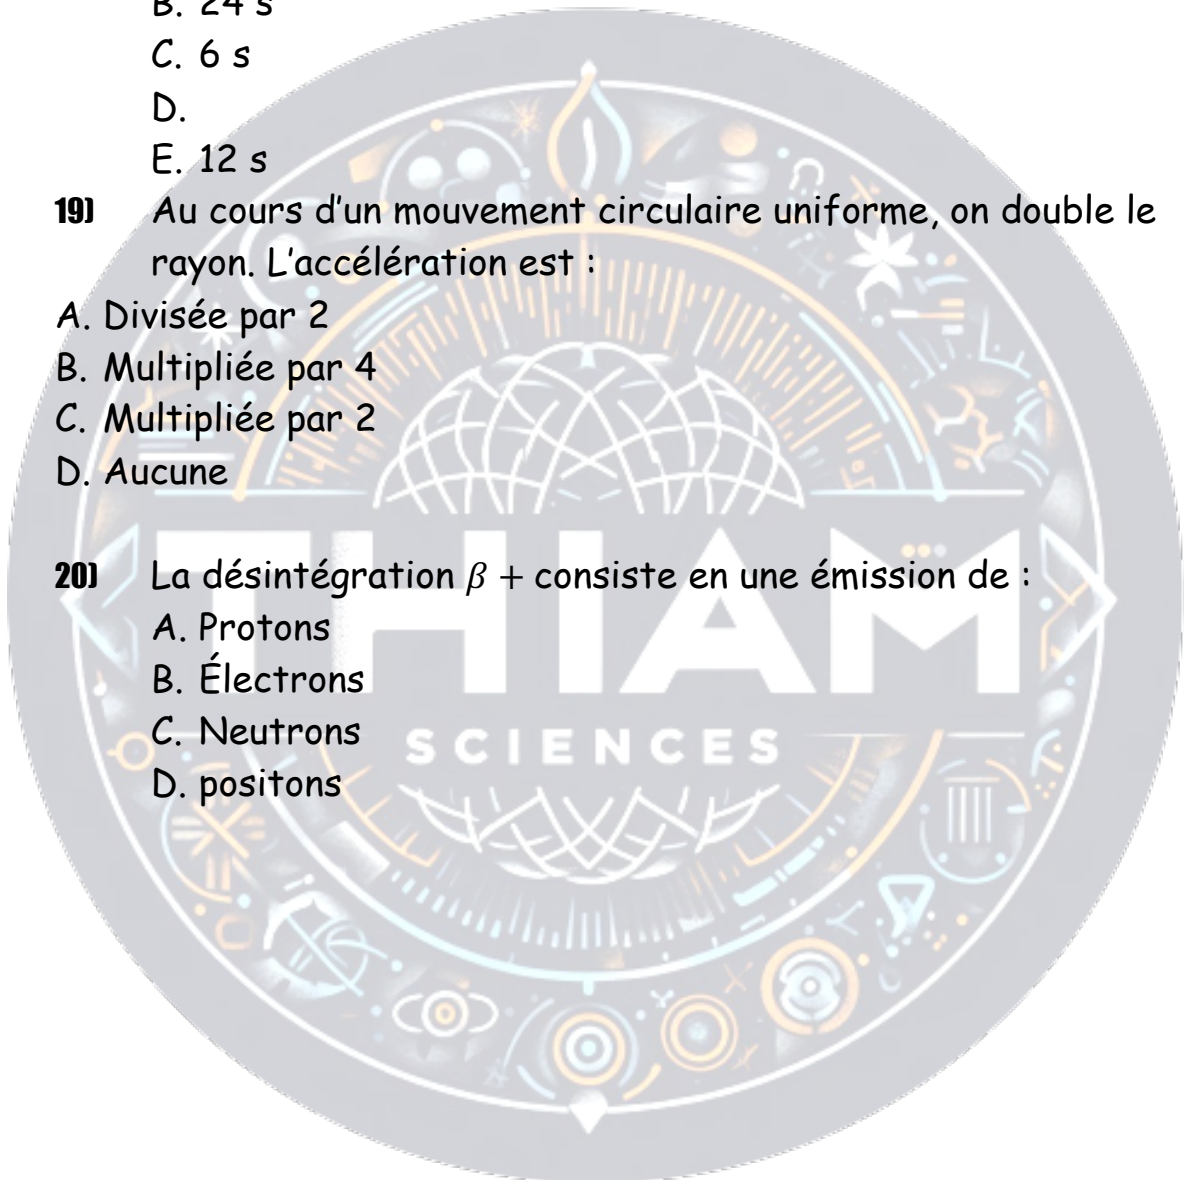 B. 24 s
C. 6 s
D.
E. 12 s
19) Au cours d'un mouvement circulaire uniforme, on double le
rayon. L'accélération est :
A. Divisée par 2
B. Multipliée par 4
C. Multipliée par 2
D. Aucune
THIAM
20) La désintégration β + consiste en une émission de :
A. Protons
B. Électrons
C. Neutrons
SCIENCES
D. positons